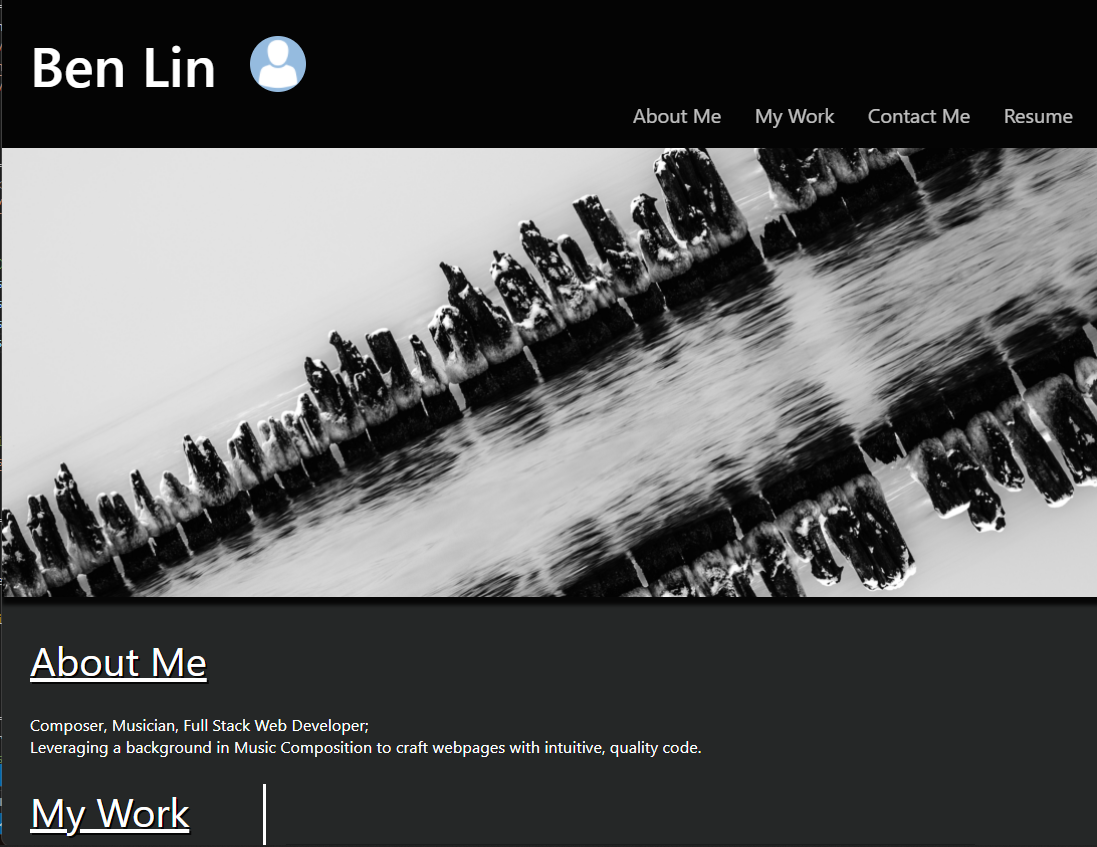 Ben Lin
About Me My Work Contact Me Resume
About Me
Composer, Musician, Full Stack Web Developer;
Leveraging a background in Music Composition to craft webpages with intuitive, quality code.
My Work